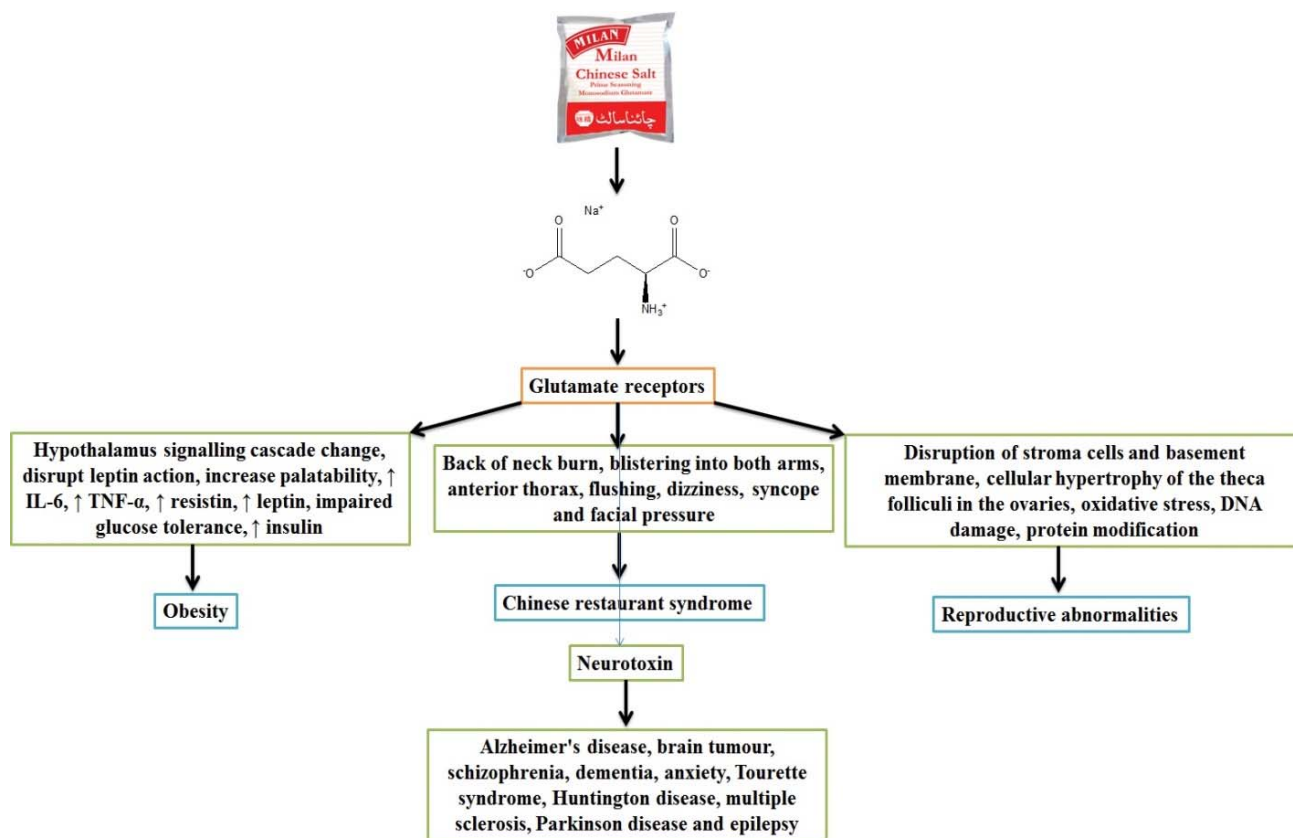 MILAN
Milan
Chinese Salt
Prime Seasoning
Monosodium Glutamate
چائناسالٹ
Na⁺
O
O
⁻O
O⁻
NH₃⁺
Glutamate receptors
Hypothalamus signalling cascade change,
disrupt leptin action, increase palatability, ↑
IL-6, ↑ TNF-α, ↑ resistin, ↑ leptin, impaired
glucose tolerance, ↑ insulin
Back of neck burn, blistering into both arms,
anterior thorax, flushing, dizziness, syncope
and facial pressure
Disruption of stroma cells and basement
membrane, cellular hypertrophy of the theca
folliculi in the ovaries, oxidative stress, DNA
damage, protein modification
Obesity
Chinese restaurant syndrome
Reproductive abnormalities
Neurotoxin
Alzheimer's disease, brain tumour,
schizophrenia, dementia, anxiety, Tourette
syndrome, Huntington disease, multiple
sclerosis, Parkinson disease and epilepsy